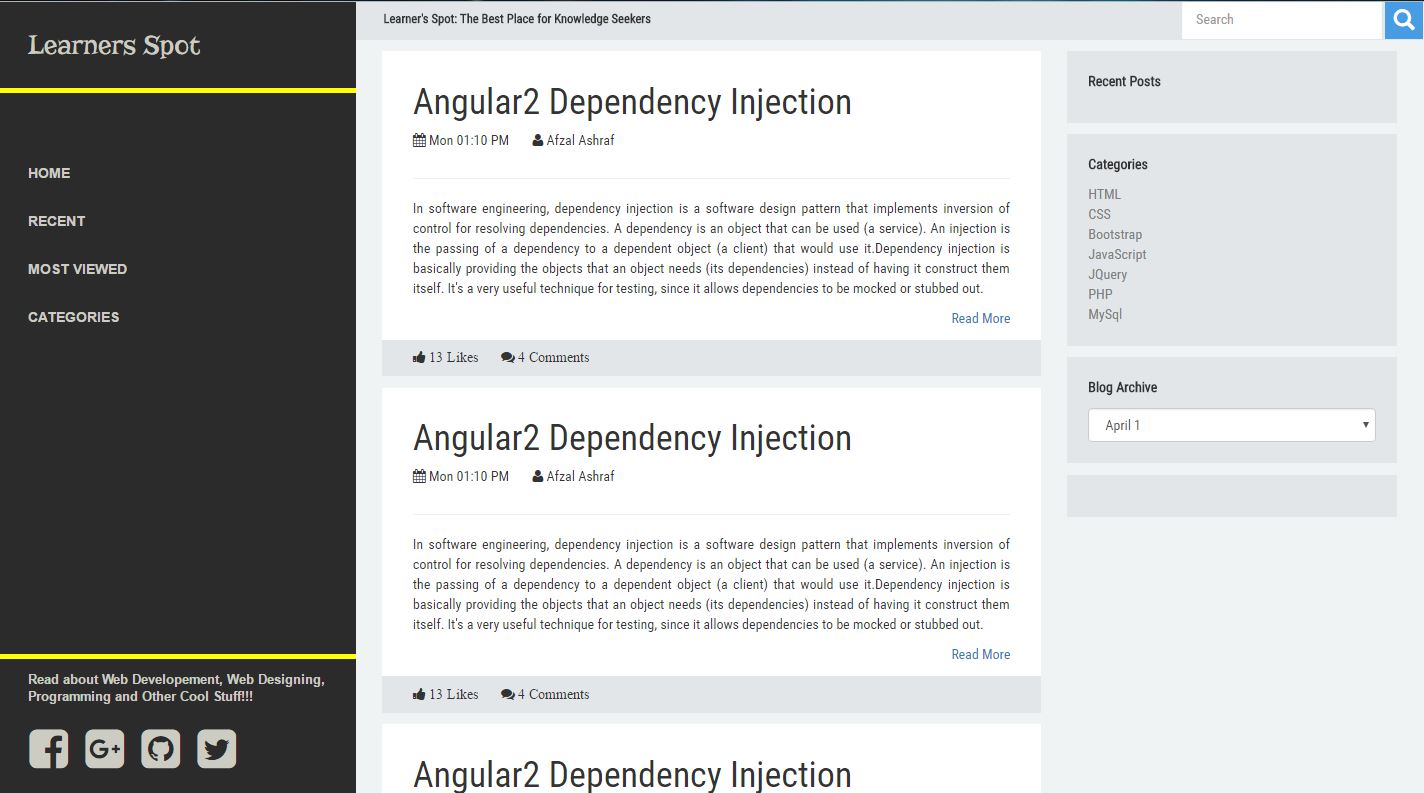 Learners Spot
HOME
RECENT
MOST VIEWED
CATEGORIES
Read about Web Developement, Web Designing,
Programming and Other Cool Stuff!!!
Learner's Spot: The Best Place for Knowledge Seekers
Search
Angular2 Dependency Injection
Mon 01:10 PM Afzal Ashraf
In software engineering, dependency injection is a software design pattern that implements inversion of
control for resolving dependencies. A dependency is an object that can be used (a service). An injection is
the passing of a dependency to a dependent object (a client) that would use it.Dependency injection is
basically providing the objects that an object needs (its dependencies) instead of having it construct them
itself. It's a very useful technique for testing, since it allows dependencies to be mocked or stubbed out.
Read More
13 Likes 4 Comments
Angular2 Dependency Injection
Mon 01:10 PM Afzal Ashraf
In software engineering, dependency injection is a software design pattern that implements inversion of
control for resolving dependencies. A dependency is an object that can be used (a service). An injection is
the passing of a dependency to a dependent object (a client) that would use it.Dependency injection is
basically providing the objects that an object needs (its dependencies) instead of having it construct them
itself. It's a very useful technique for testing, since it allows dependencies to be mocked or stubbed out.
Read More
13 Likes 4 Comments
Angular2 Dependency Injection
Recent Posts
Categories
HTML
CSS
Bootstrap
JavaScript
JQuery
PHP
MySql
Blog Archive
April 1